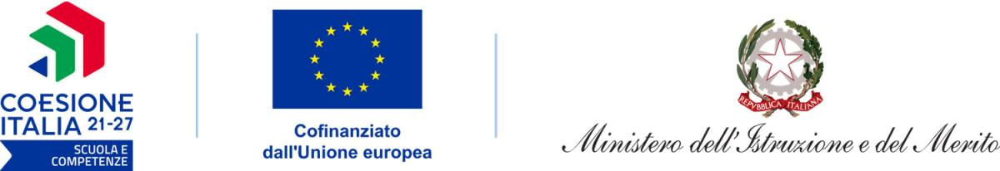 COESIONE
ITALIA 21-27
SCUOLA E
COMPETENZE
Cofinanziato
dall'Unione europea
REPVBBLICA ITALIANA
Ministero dell'Istruzione e del Merito